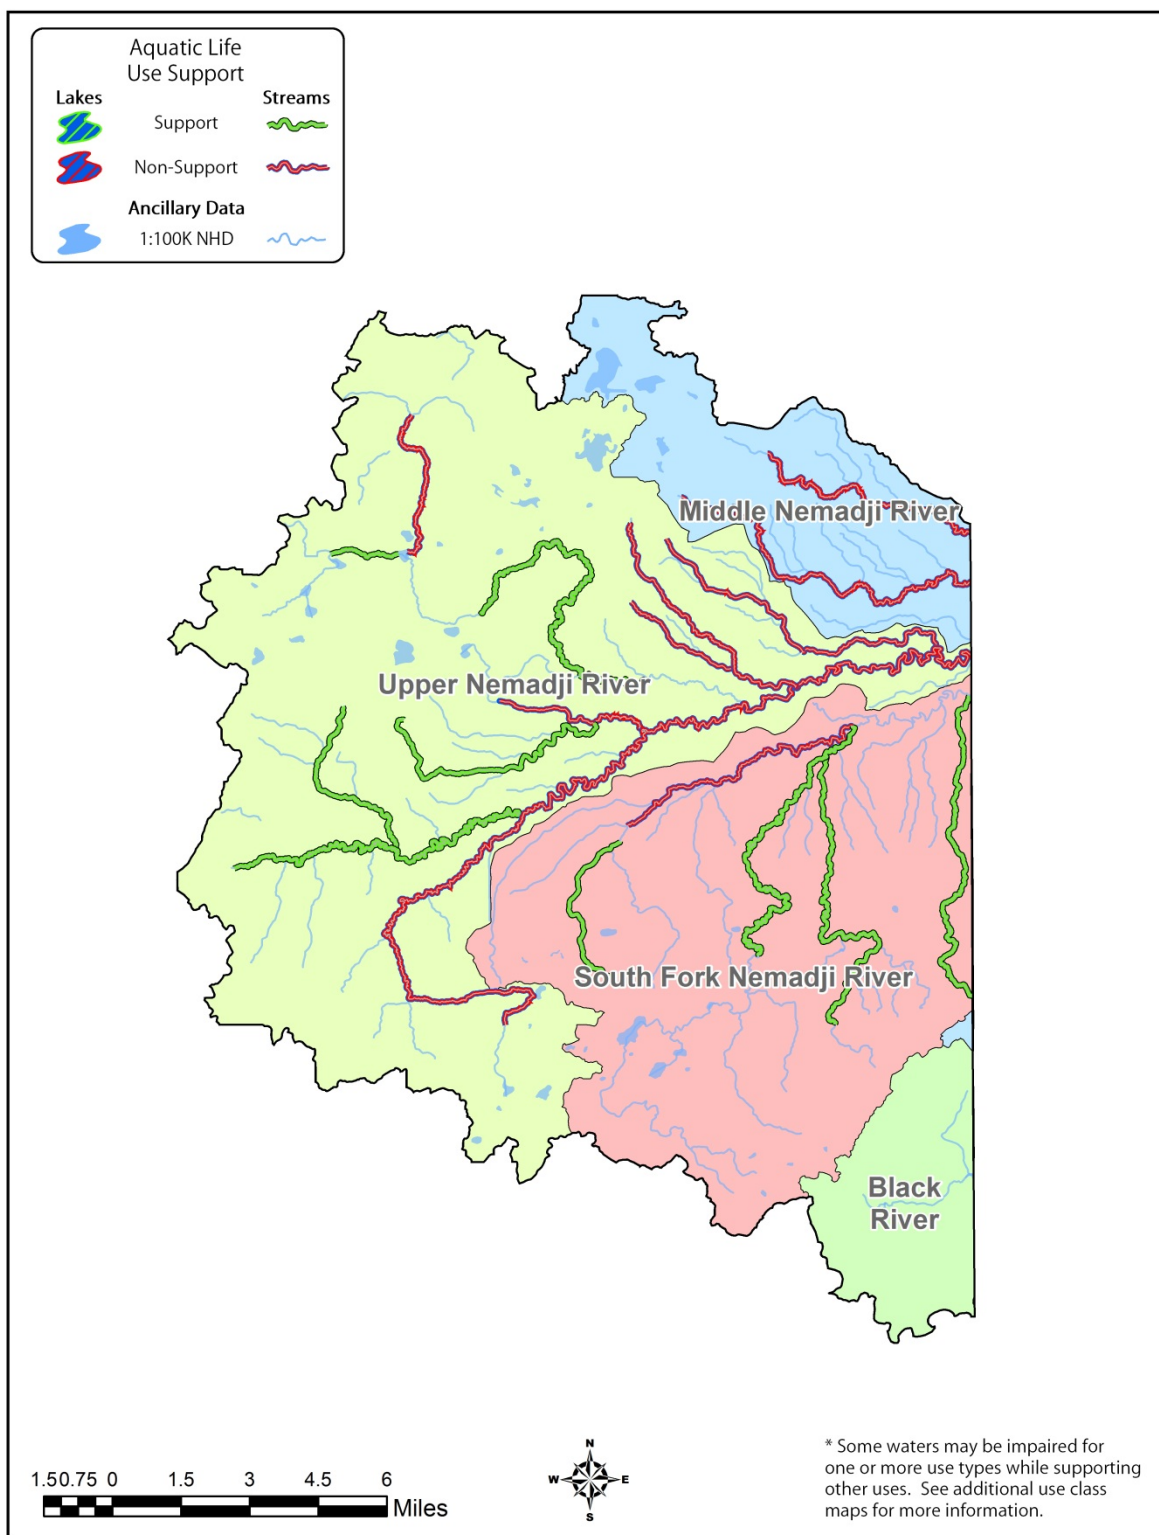 Aquatic Life
Use Support
Lakes Streams
Support
Non-Support
Ancillary Data
1:100K NHD
Middle Nemadji River
Upper Nemadji River
South Fork Nemadji River
Black
River
1.50.75 0 1.5 3 4.5 6
Miles
N
W E
S
* Some waters may be impaired for
one or more use types while supporting
other uses. See additional use class
maps for more information.